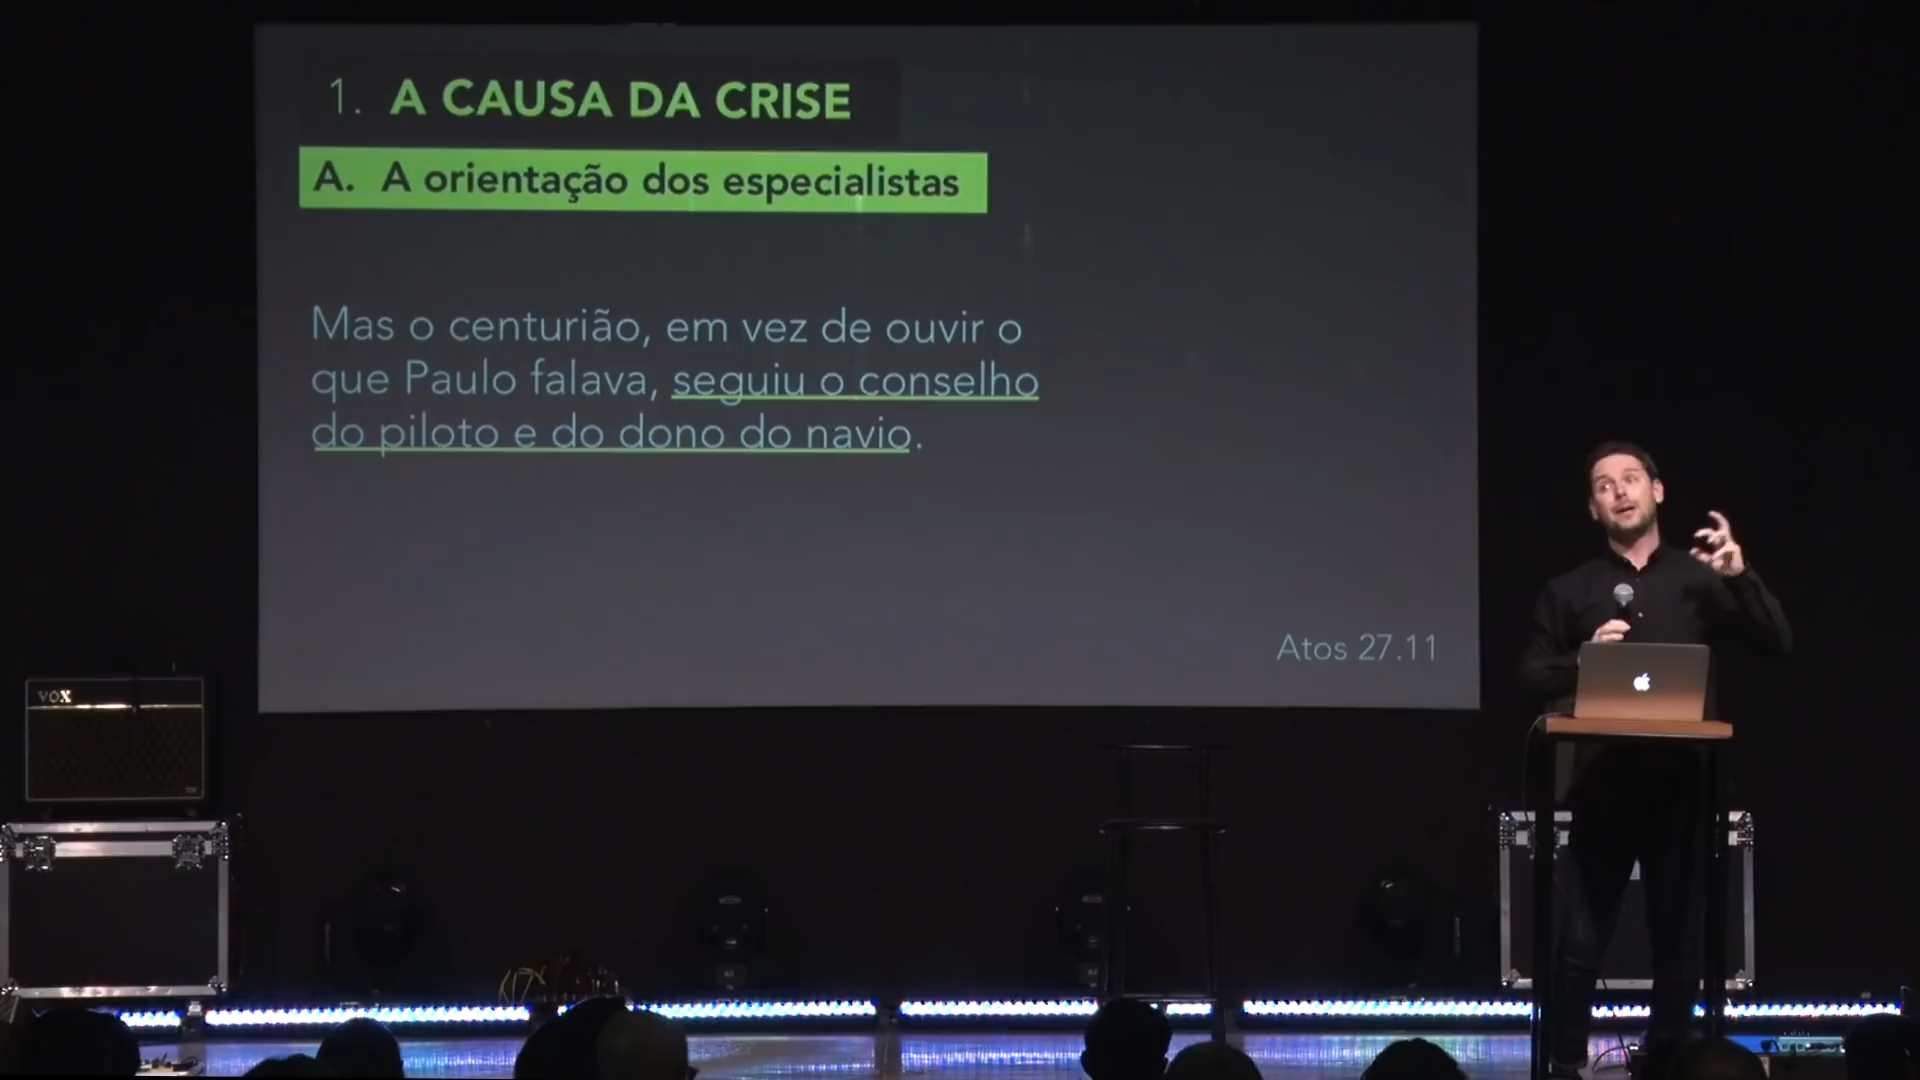 1. A CAUSA DA CRISE
A. A orientação dos especialistas
Mas o centurião, em vez de ouvir o
que Paulo falava, seguiu o conselho
do piloto e do dono do navio.
Atos 27.11
VOX